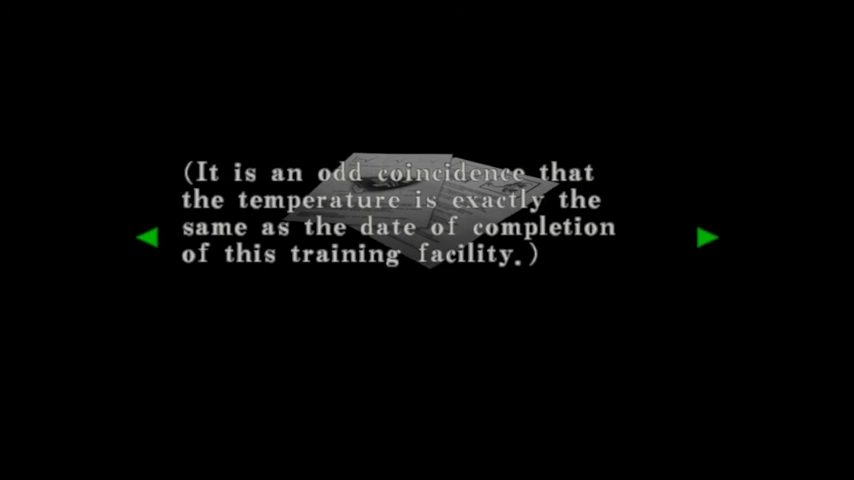 (It is an odd coincidence that
the temperature is exactly the
same as the date of completion
of this training facility.)